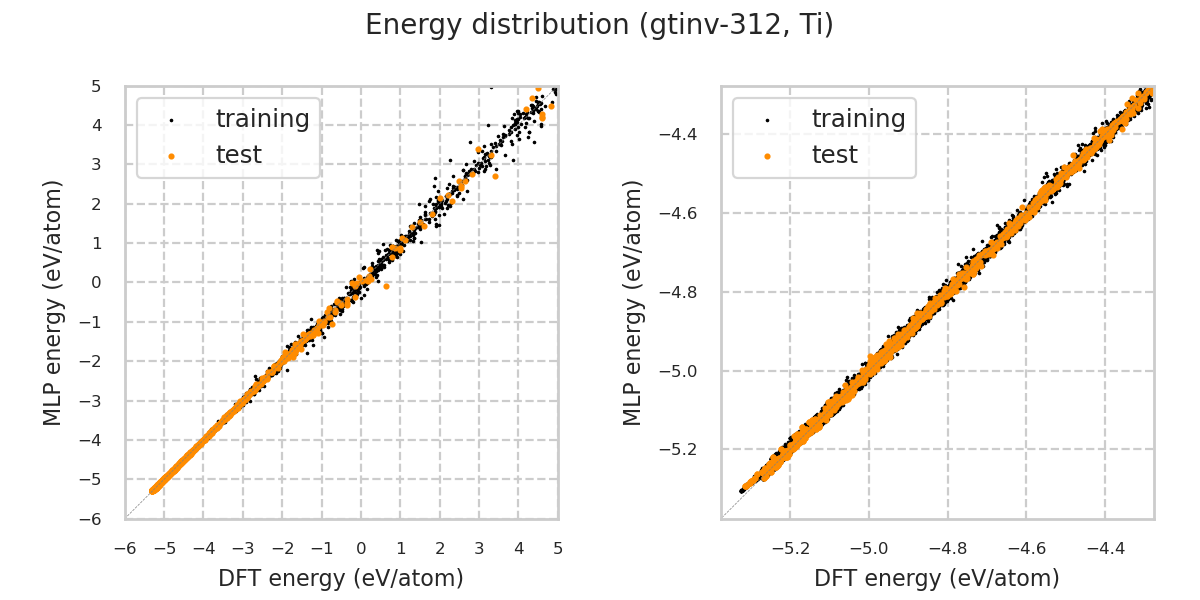 Energy distribution (gtinv-312, Ti)
training
test
5
4
3
2
1
0
−1
−2
−3
−4
−5
−6
−6 −5 −4 −3 −2 −1 0 1 2 3 4 5
MLP energy (eV/atom)
DFT energy (eV/atom)
training
test
−4.4
−4.6
−4.8
−5.0
−5.2
−5.2 −5.0 −4.8 −4.6 −4.4
MLP energy (eV/atom)
DFT energy (eV/atom)